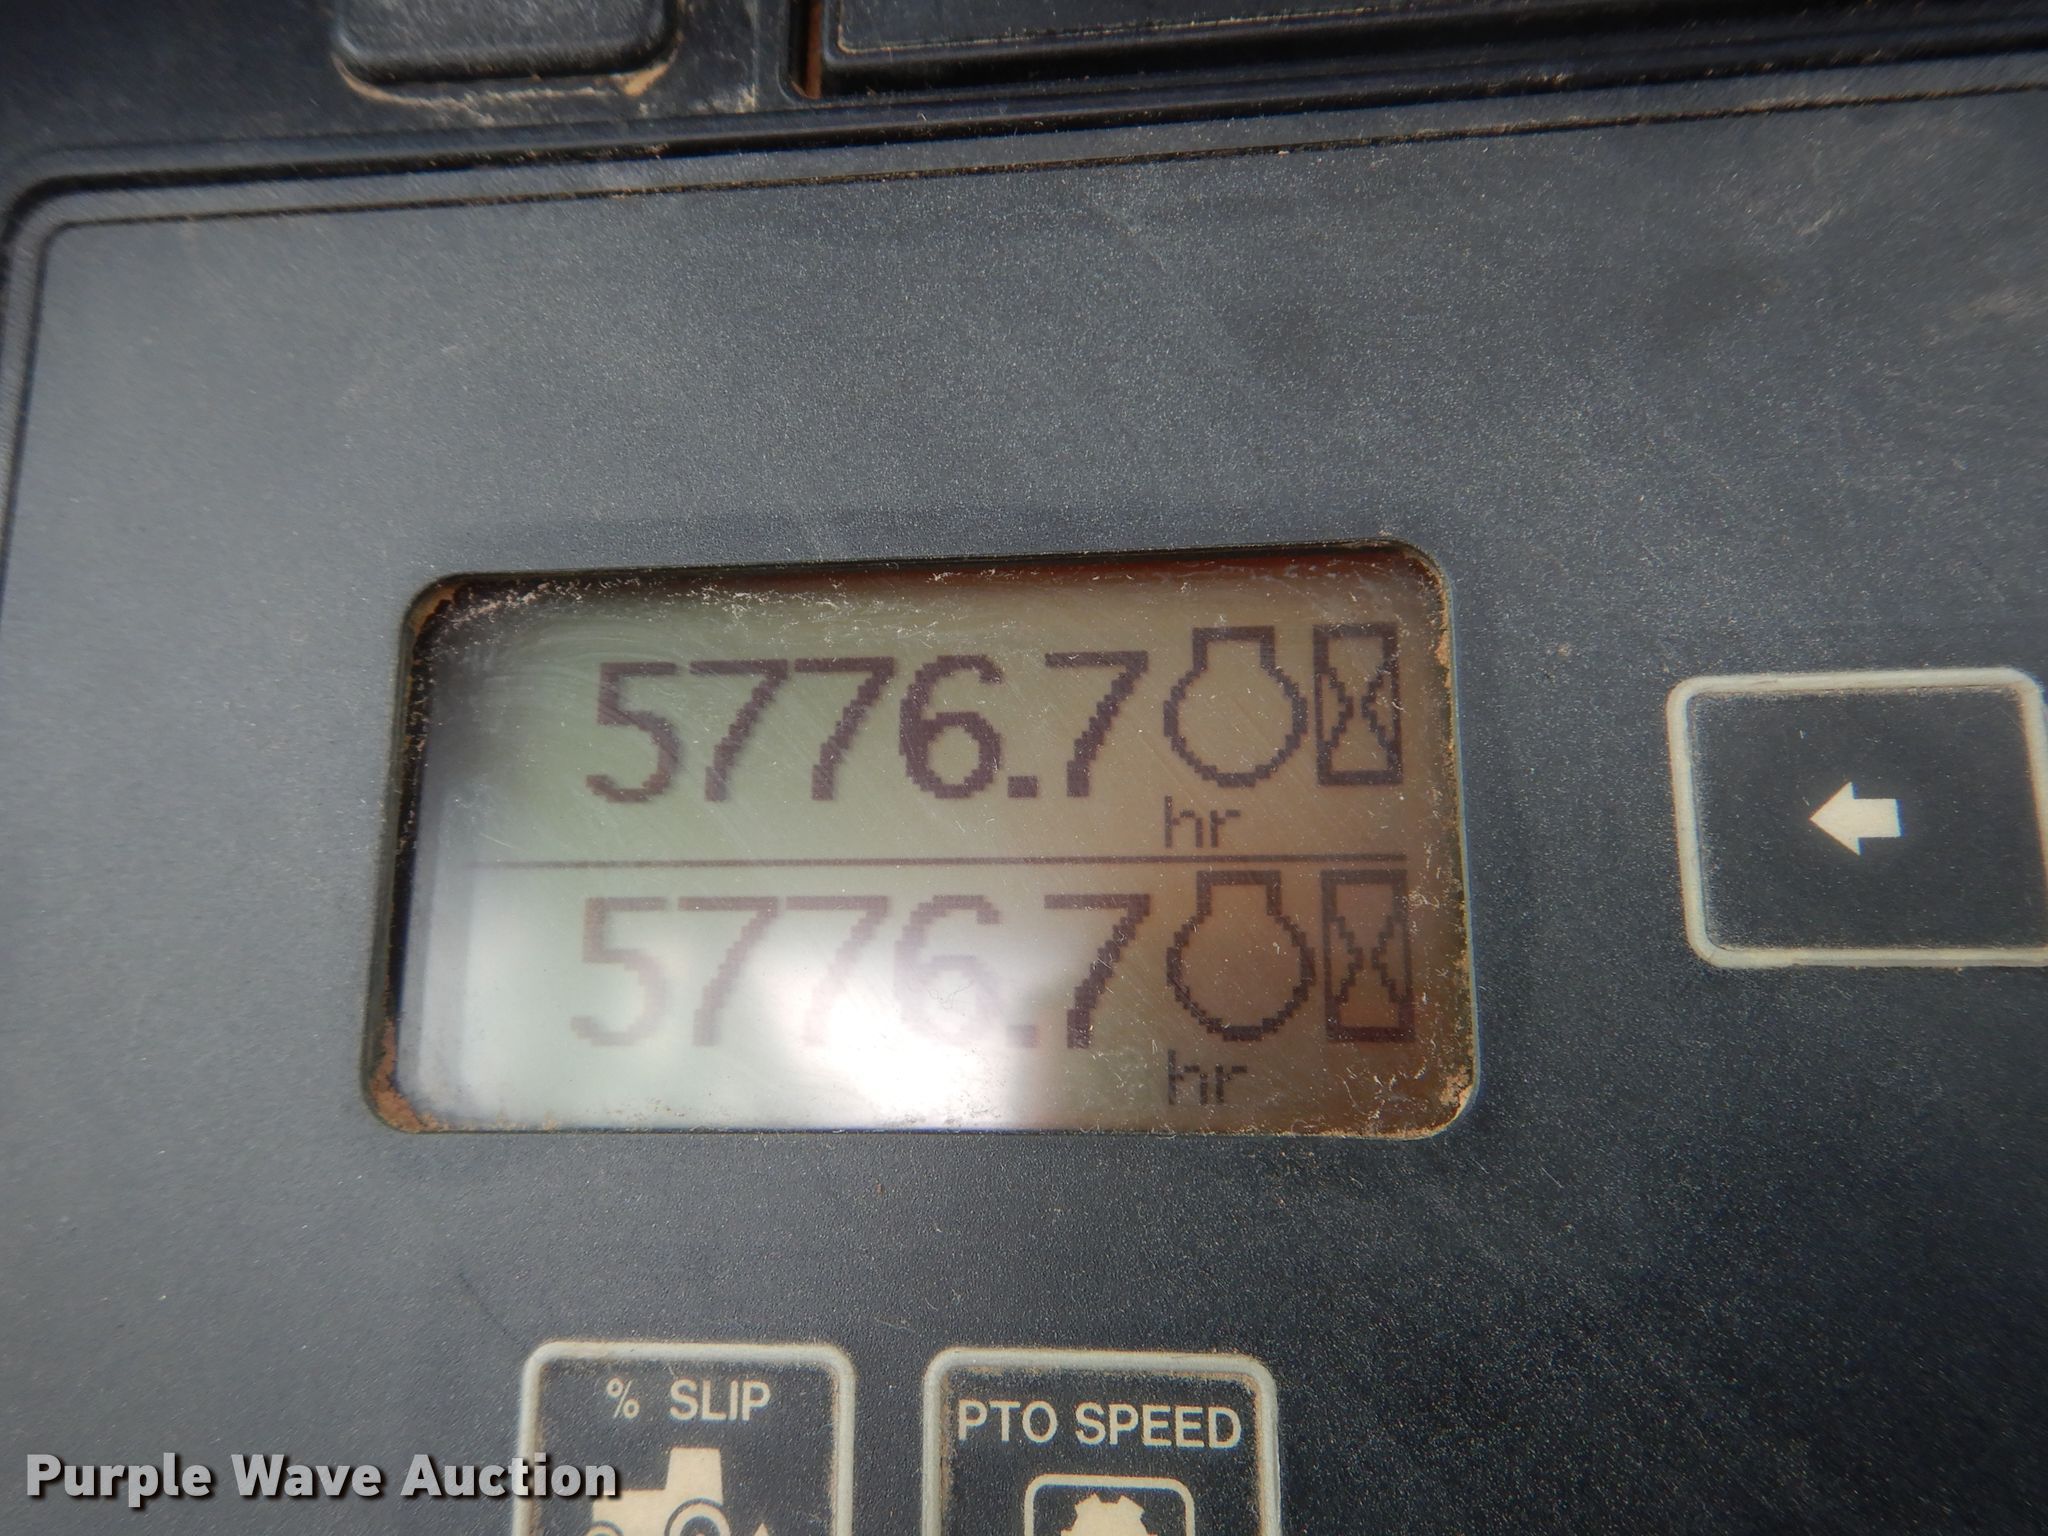 5776.7
hr
5776.7
hr
% SLIP
PTO SPEED
Purple Wave Auction